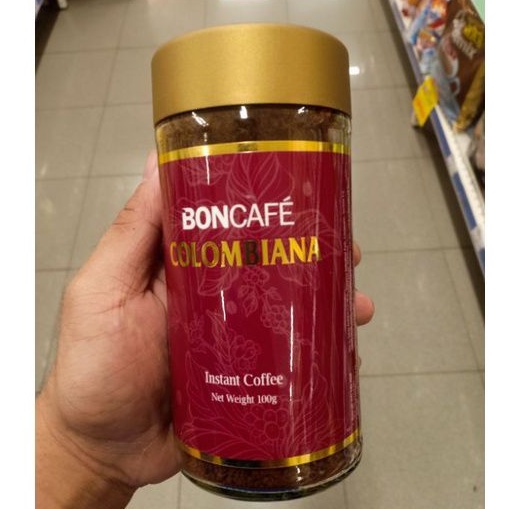 BONCAFÉ
COLOMBIANA
Instant Coffee
Net Weight 100g